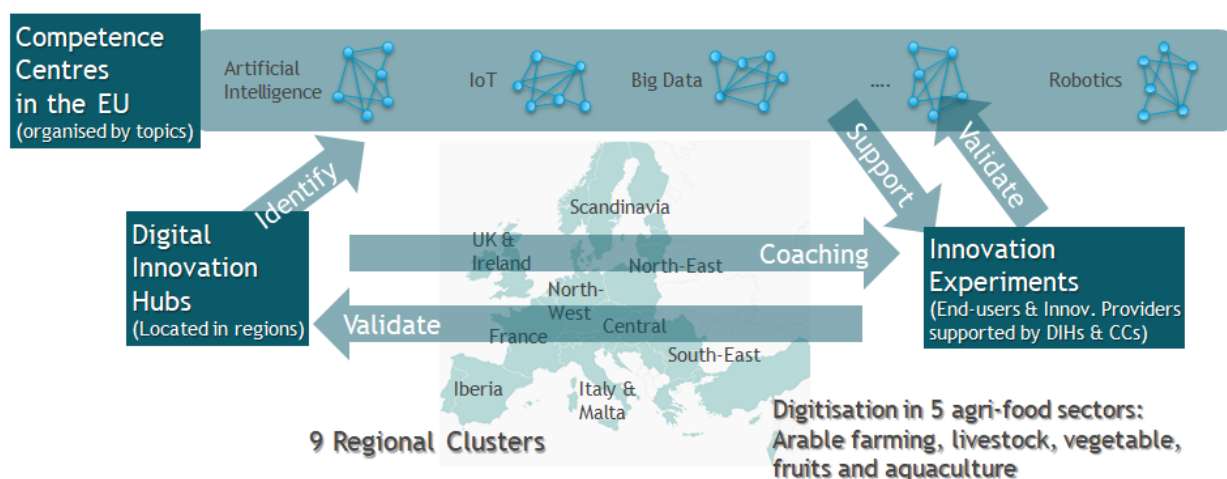 Competence
Centres
in the EU
(organised by topics)
Artificial
Intelligence
IoT
Big Data
....
Robotics
Identify
Support
Validate
Digital
Innovation
Hubs
(Located in regions)
Scandinavia
UK &
Ireland
Coaching
North-East
North-
West
Validate
France
Central
South-East
Iberia
Italy &
Malta
Innovation
Experiments
(End-users & Innov. Providers
supported by DIHs & CCs)
9 Regional Clusters
Digitisation in 5 agri-food sectors:
Arable farming, livestock, vegetable,
fruits and aquaculture